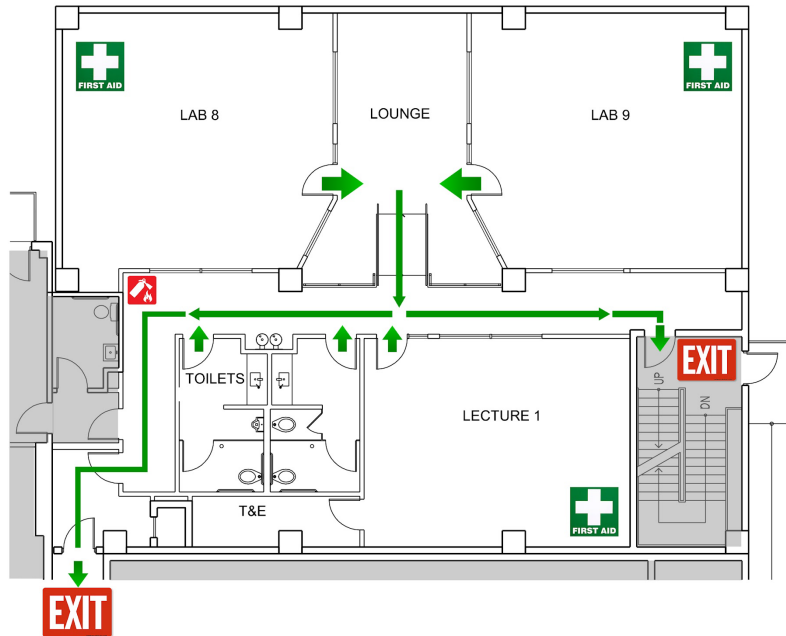 FIRST AID
FIRST AID
LAB 8
LOUNGE
LAB 9
EXIT
UP
DN
TOILETS
LECTURE 1
T&E
FIRST AID
EXIT